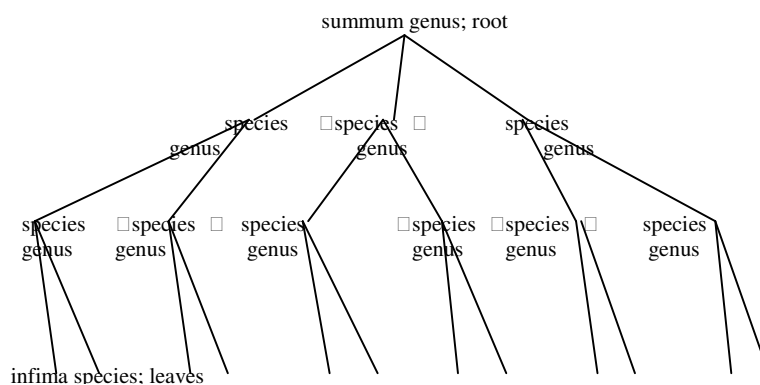 summum genus; root
species species species
genus genus genus
species species species species species species
genus genus genus genus genus genus
infima species; leaves